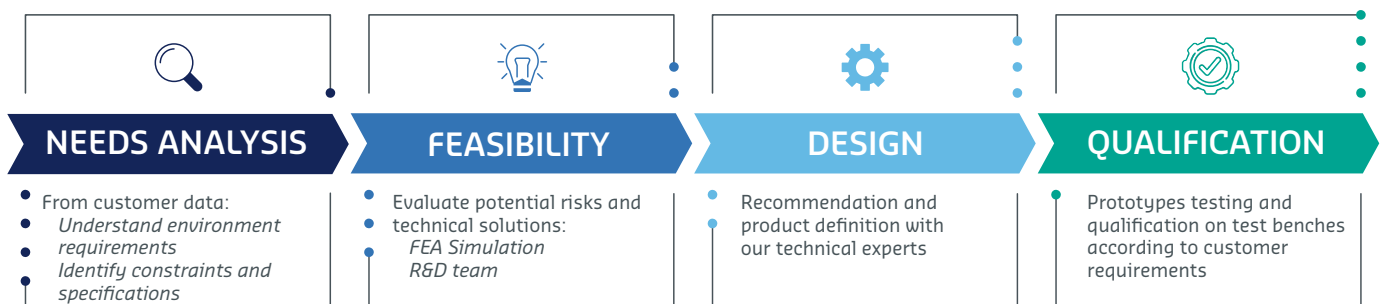 NEEDS ANALYSIS
From customer data:
Understand environment
requirements
Identify constraints and
specifications
FEASIBILITY
Evaluate potential risks and
technical solutions:
FEA Simulation
R&D team
DESIGN
Recommendation and
product definition with
our technical experts
QUALIFICATION
Prototypes testing and
qualification on test benches
according to customer
requirements